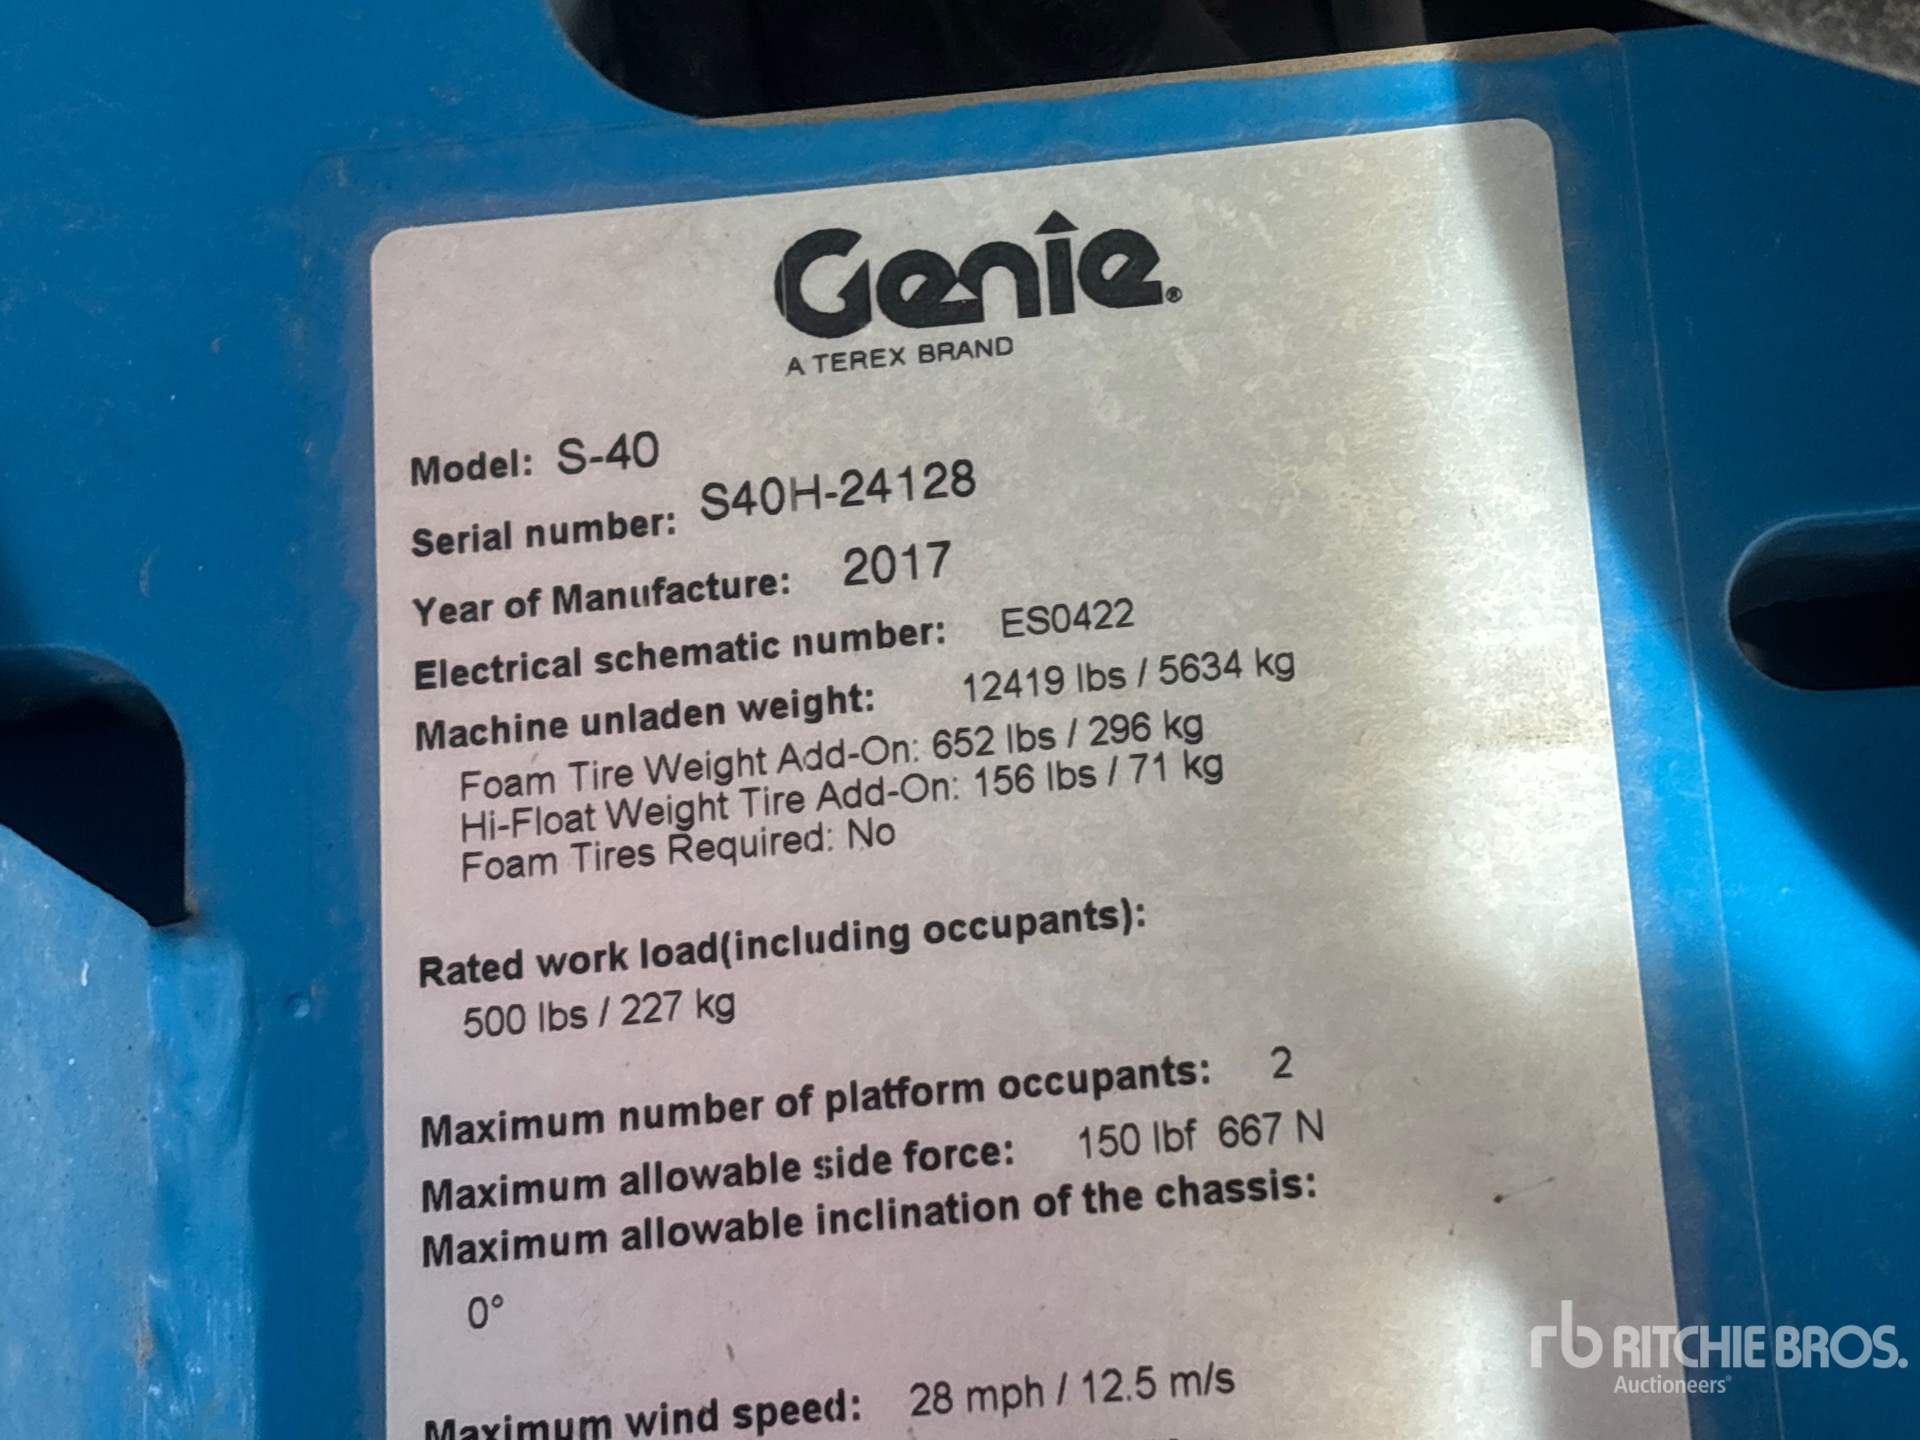 Genie®
A TEREX BRAND
Model: S-40
Serial number: S40H-24128
Year of Manufacture: 2017
Electrical schematic number: ES0422
Machine unladen weight: 12419 lbs / 5634 kg
Foam Tire Weight Add-On: 652 lbs / 296 kg
Hi-Float Weight Tire Add-On: 156 lbs / 71 kg
Foam Tires Required: No
Rated work load(including occupants):
500 lbs / 227 kg
Maximum number of platform occupants: 2
Maximum allowable side force: 150 lbf 667 N
Maximum allowable inclination of the chassis:
0°
Maximum wind speed: 28 mph / 12.5 m/s
rb RITCHIE BROS.
Auctioneers®